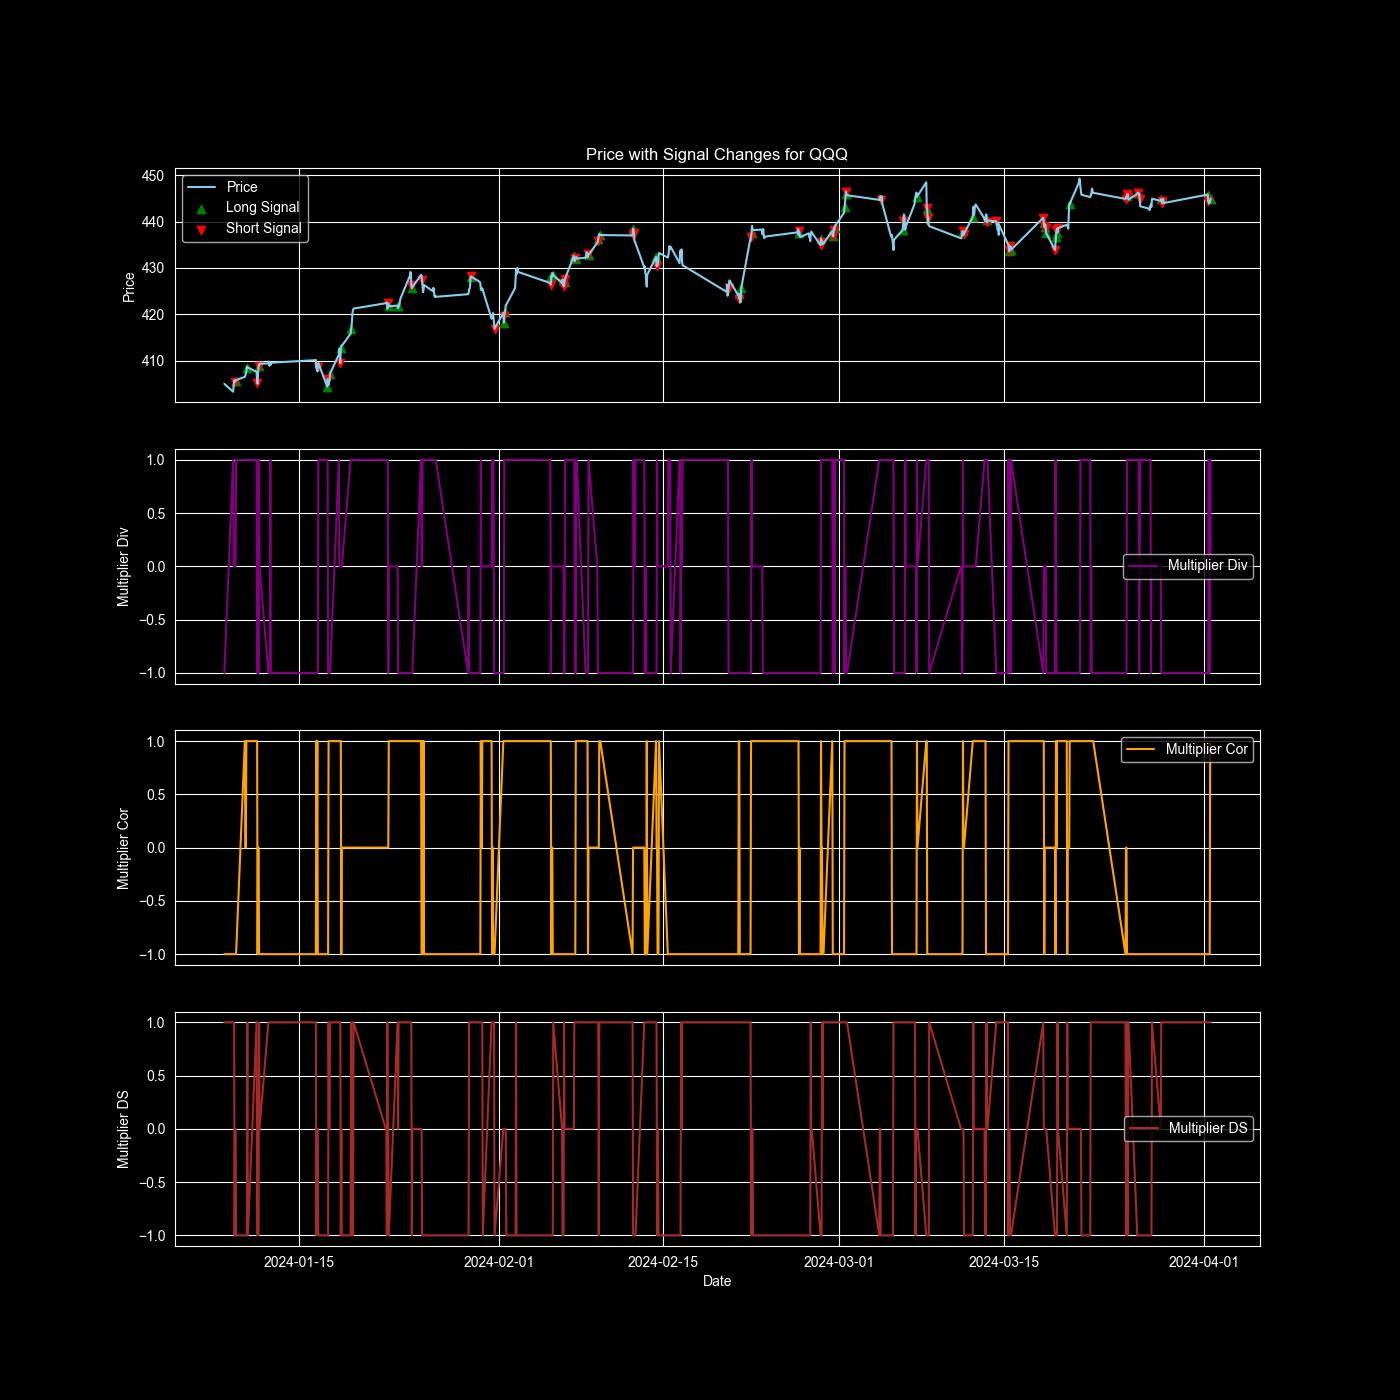 Price with Signal Changes for QQQ
Price
Long Signal
Short Signal
450
440
430
420
410
Price
1.0
0.5
0.0
−0.5
−1.0
Multiplier Div
Multiplier Div
1.0
0.5
0.0
−0.5
−1.0
Multiplier Cor
Multiplier Cor
1.0
0.5
0.0
−0.5
−1.0
Multiplier DS
Multiplier DS
2024-01-15 2024-02-01 2024-02-15 2024-03-01 2024-03-15 2024-04-01
Date